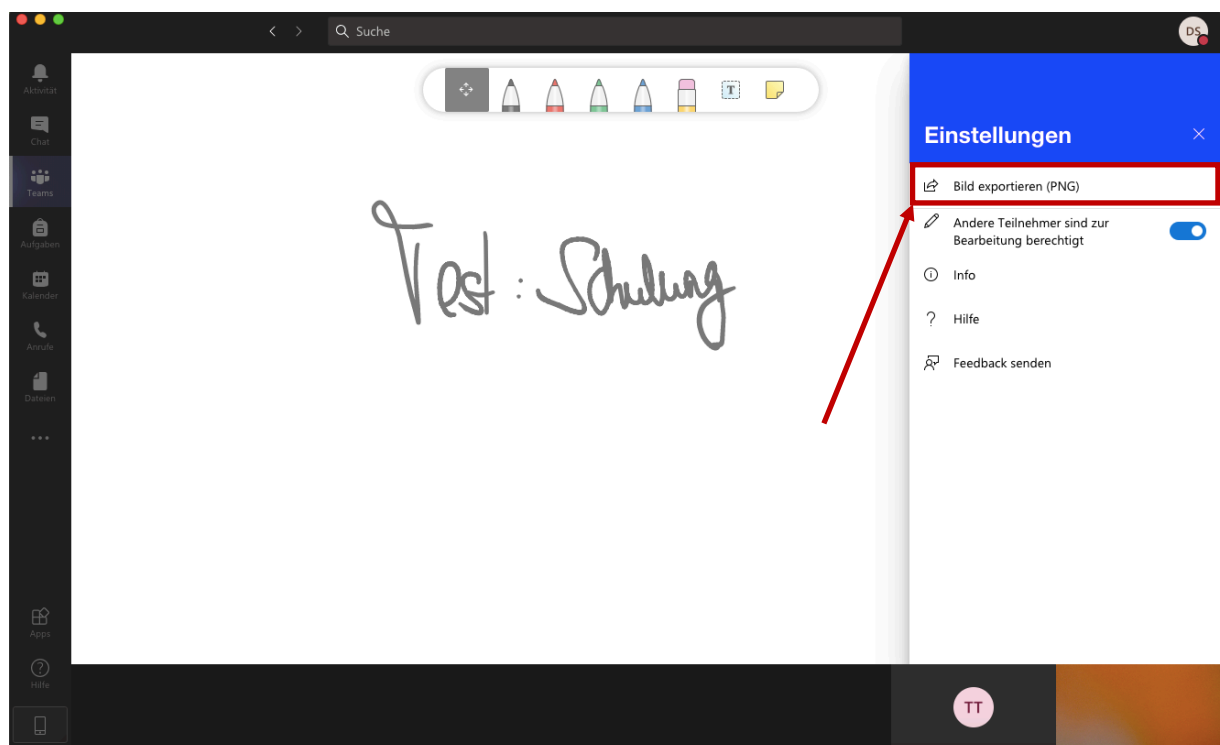 Suche
DS
Aktivität
Chat
Teams
Aufgaben
Kalender
Anrufe
Dateien
Apps
Hilfe
T
Test: Schulung
Einstellungen
Bild exportieren (PNG)
Andere Teilnehmer sind zur
Bearbeitung berechtigt
Info
Hilfe
Feedback senden
TT